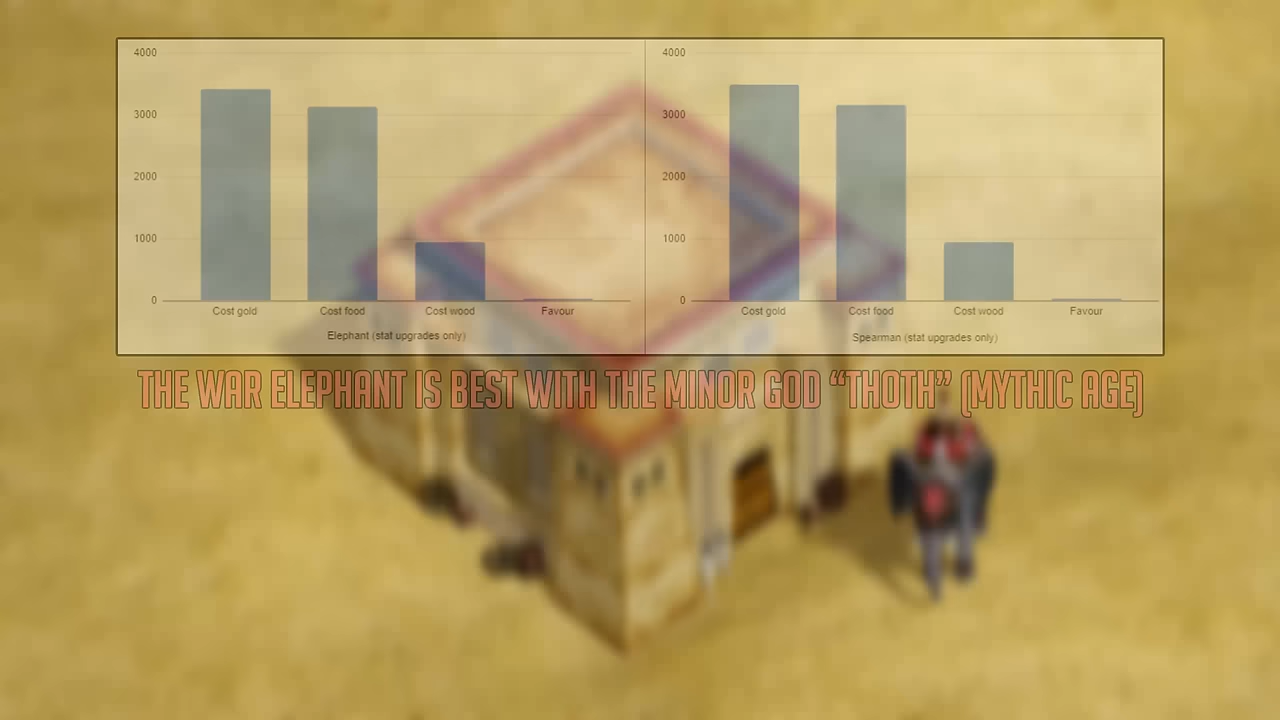 4000
3000
2000
1000
0
Cost gold Cost food Cost wood Favour
Elephant (stat upgrades only)
4000
3000
2000
1000
0
Cost gold Cost food Cost wood Favour
Spearman (stat upgrades only)
THE WAR ELEPHANT IS BEST WITH THE MINOR GOD “THOTH” (MYTHIC AGE)